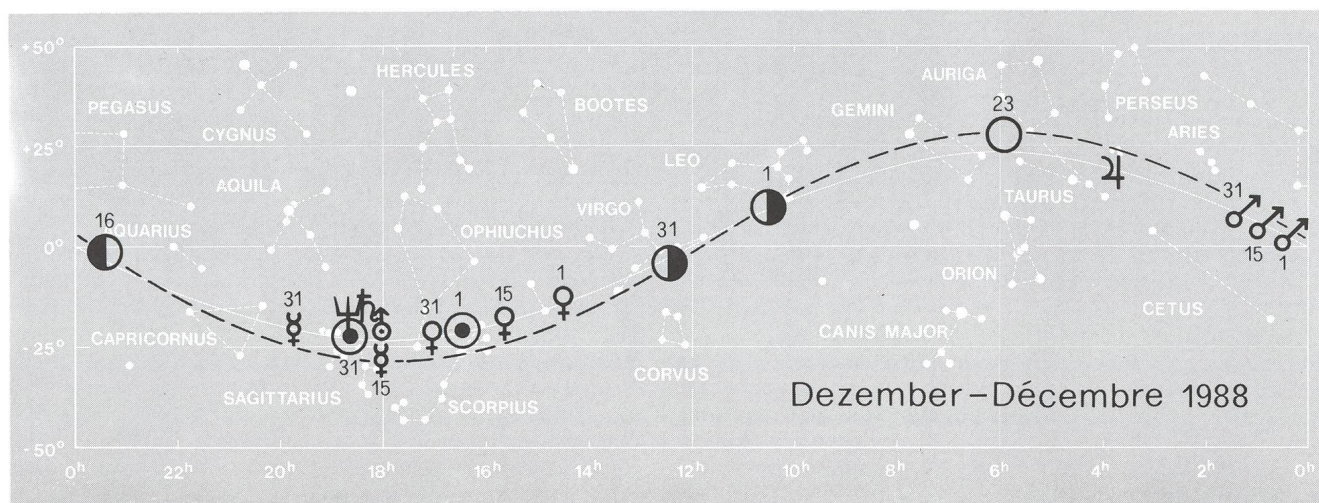 +50°
HERCULES
AURIGA
PEGASUS
BOOTES
GEMINI
23
PERSEUS
CYGNUS
ARIES
+25°
LEO
AQUILA
1
TAURUS
31
VIRGO
16
QUARIUS
OPHIUCHUS
31
15
1
0°
1
ORION
31
15
31
1
CETUS
CAPRICORNUS
CANIS MAJOR
-25°
31
15
CORVUS
SAGITTARIUS
SCORPIUS
Dezember–Décembre 1988
-50°
0h 22h 20h 18h 16h 14h 12h 10h 8h 6h 4h 2h 0h